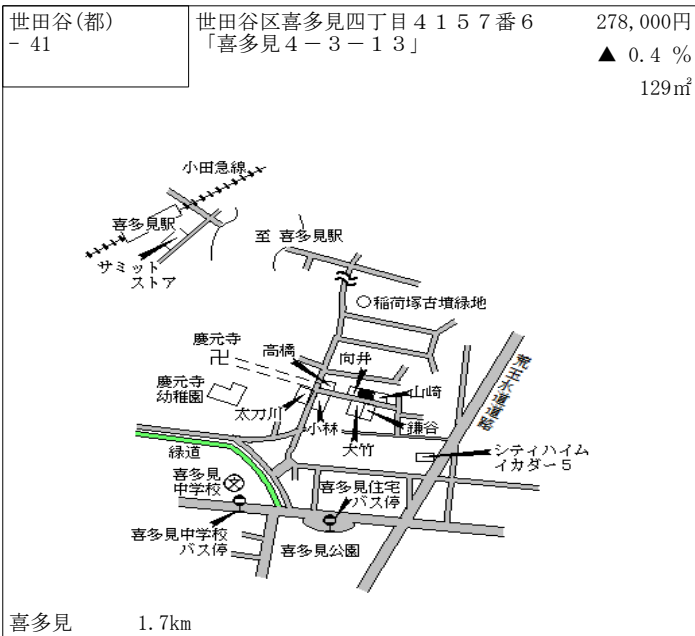 世田谷(都)
- 41
世田谷区喜多見四丁目4157番6
「喜多見4-3-13」
278,000円
▲ 0.4 %
129㎡
小田急線
喜多見駅
サミット
ストア
至 喜多見駅
稲荷塚古墳緑地
慶元寺
高橋
向井
荒玉水道道路
慶元寺
幼稚園
山崎
太刀川
小林
大竹
鎌谷
緑道
シティハイム
イカダー5
喜多見
中学校
喜多見住宅
バス停
喜多見中学校
バス停
喜多見公園
喜多見 1.7km